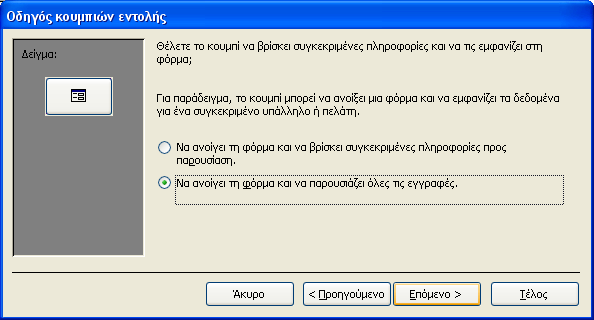 Οδηγός κουμπιών εντολής
Δείγμα:
Θέλετε το κουμπί να βρίσκει συγκεκριμένες πληροφορίες και να τις εμφανίζει στη
φόρμα;
Για παράδειγμα, το κουμπί μπορεί να ανοίξει μια φόρμα και να εμφανίζει τα δεδομένα
για ένα συγκεκριμένο υπάλληλο ή πελάτη.
Να ανοίγει τη φόρμα και να βρίσκει συγκεκριμένες πληροφορίες προς
παρουσίαση.
Να ανοίγει τη φόρμα και να παρουσιάζει όλες τις εγγραφές.
Άκυρο
< Προηγούμενο
Επόμενο >
Τέλος